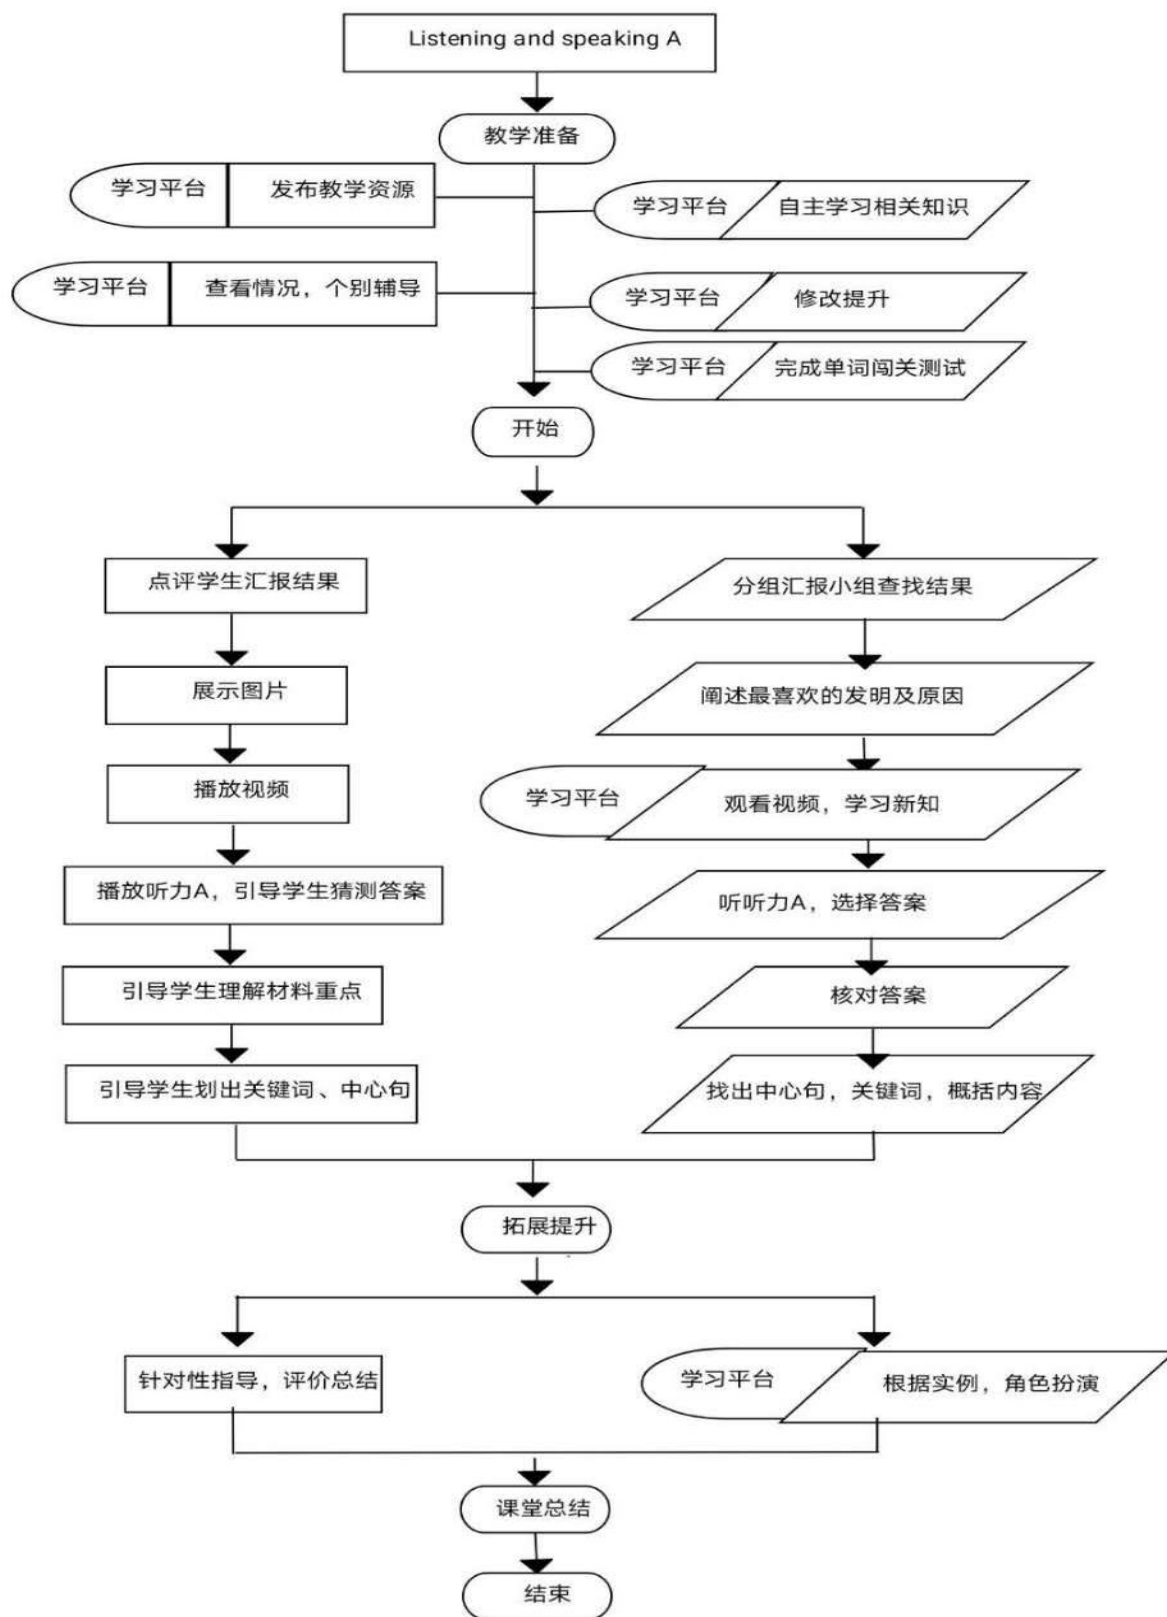 Listening and speaking A
教学准备
学习平台 发布教学资源
学习平台 自主学习相关知识
学习平台 查看情况，个别辅导
学习平台 修改提升
学习平台 完成单词闯关测试
开始
点评学生汇报结果
分组汇报小组查找结果
展示图片
阐述最喜欢的发明及原因
播放视频
学习平台 观看视频，学习新知
播放听力A，引导学生猜测答案
听听力A，选择答案
引导学生理解材料重点
核对答案
引导学生划出关键词、中心句
找出中心句，关键词，概括内容
拓展提升
针对性指导，评价总结
学习平台 根据实例，角色扮演
课堂总结
结束